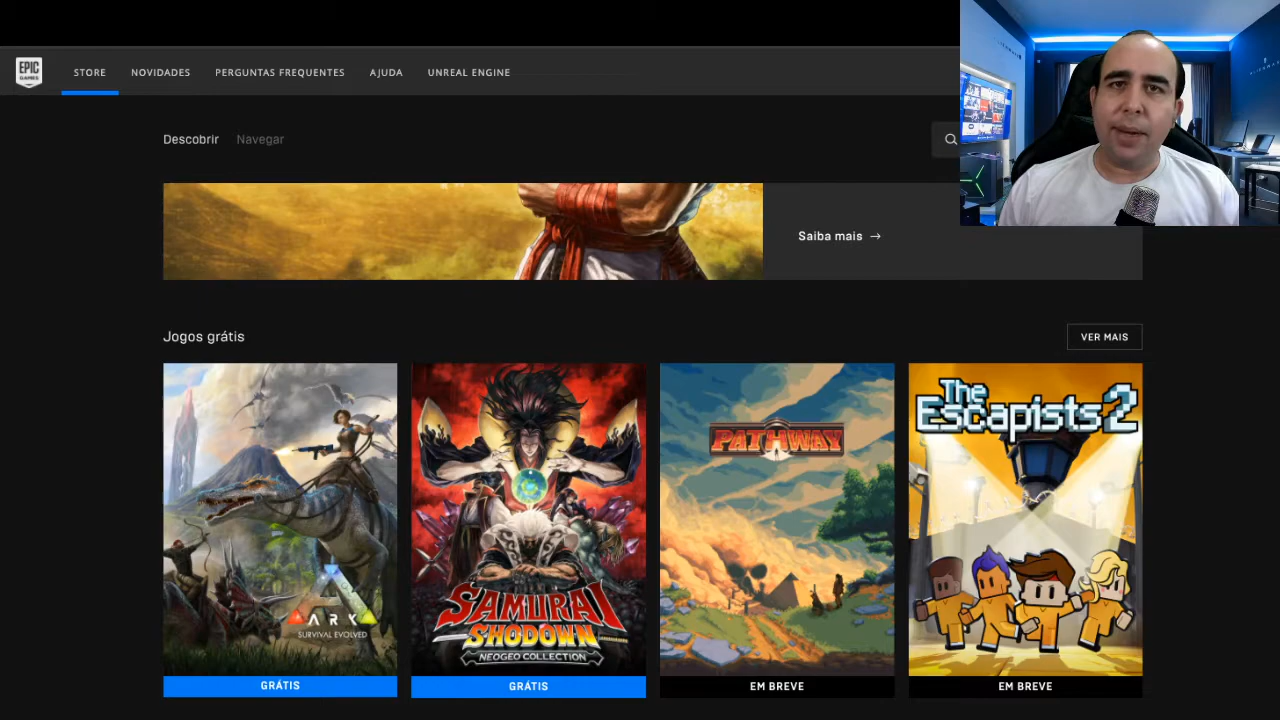 EPIC
GAMES
STORE
NOVIDADES
PERGUNTAS FREQUENTES
AJUDA
UNREAL ENGINE
Descobrir
Navegar
Saiba mais →
Jogos grátis
VER MAIS
ARK
SURVIVAL EVOLVED
GRÁTIS
SAMURAI
SHODOWN
NEOGEO COLLECTION
GRÁTIS
PATHWAY
EM BREVE
The
Escapists 2
EM BREVE